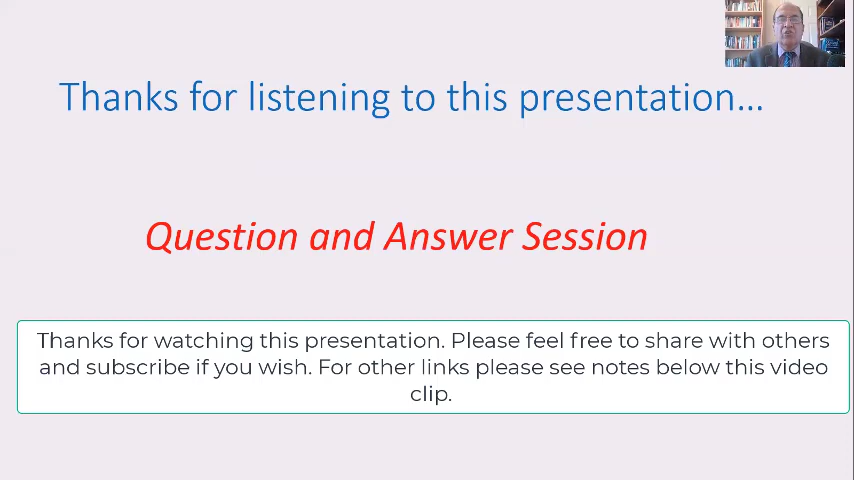 Thanks for listening to this presentation...
Question and Answer Session
Thanks for watching this presentation. Please feel free to share with others
and subscribe if you wish. For other links please see notes below this video
clip.